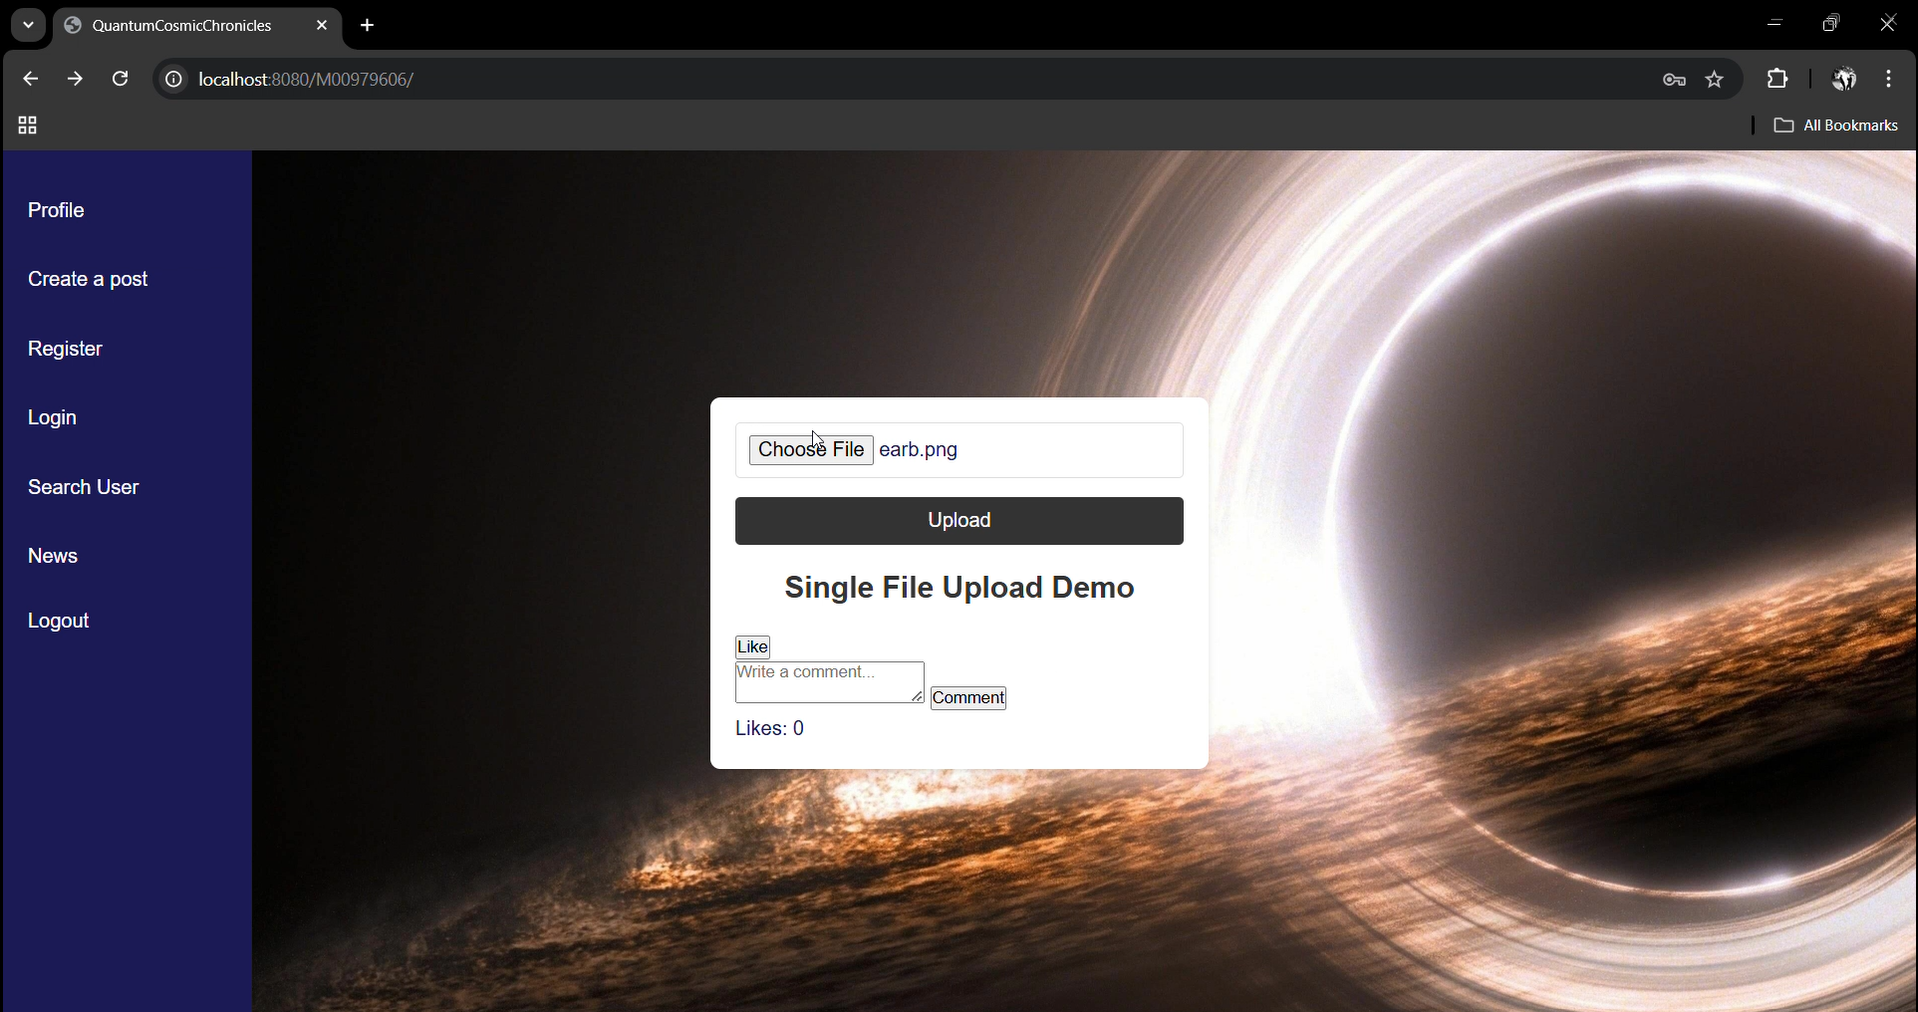 QuantumCosmicChronicles
localhost:8080/M00979606/
All Bookmarks
Profile
Create a post
Register
Login
Search User
News
Logout
Choose File earb.png
Upload
Single File Upload Demo
Like
Write a comment...
Comment
Likes: 0